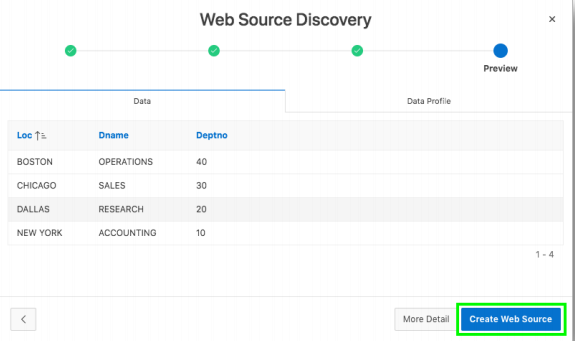 Web Source Discovery
Preview
Data Data Profile
Loc Dname Deptno
BOSTON OPERATIONS 40
CHICAGO SALES 30
DALLAS RESEARCH 20
NEW YORK ACCOUNTING 10
1 - 4
More Detail Create Web Source